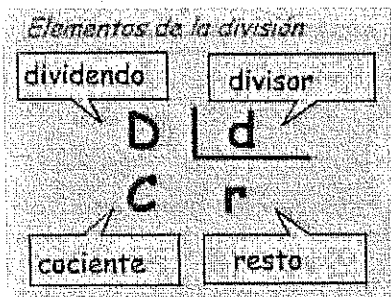 Elementos de la división
dividendo divisor
D d
C r
cociente resto